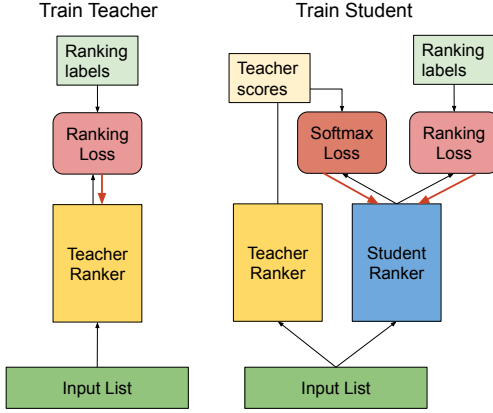 Train Teacher
Ranking
labels
Ranking
Loss
Teacher
Ranker
Input List
Train Student
Teacher
scores
Ranking
labels
Softmax
Loss
Ranking
Loss
Teacher
Ranker
Student
Ranker
Input List